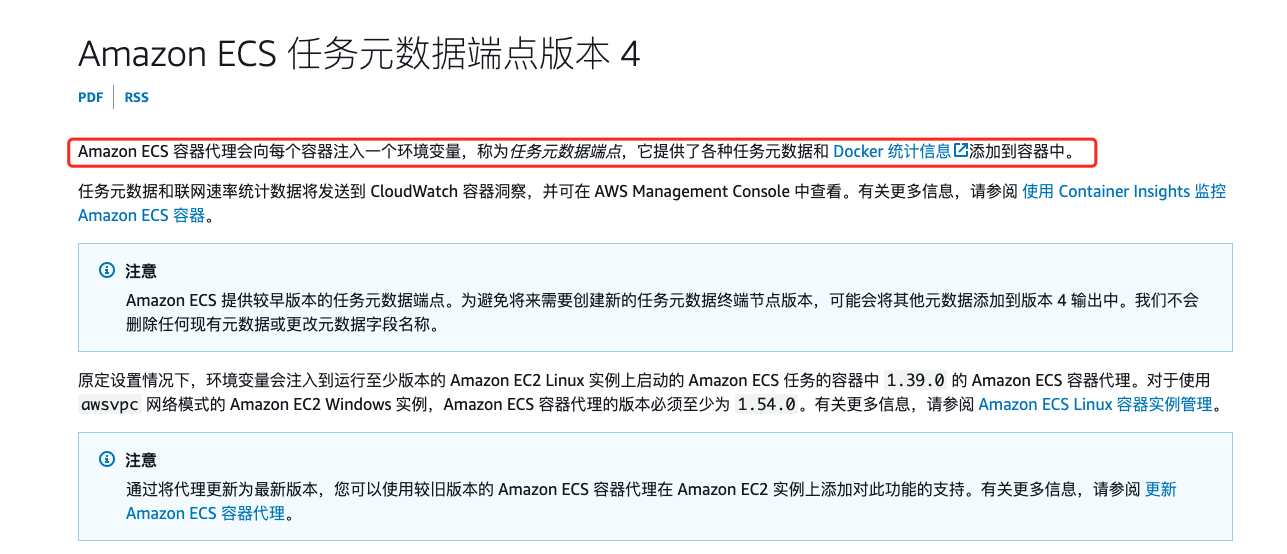 Amazon ECS 任务元数据端点版本 4
PDF RSS
Amazon ECS 容器代理会向每个容器注入一个环境变量，称为任务元数据端点，它提供了各种任务元数据和 Docker 统计信息添加到容器中。
任务元数据和联网速率统计数据将发送到 CloudWatch 容器洞察，并可在 AWS Management Console 中查看。有关更多信息，请参阅 使用 Container Insights 监控
Amazon ECS 容器。
注意
Amazon ECS 提供较早版本的任务元数据端点。为避免将来需要创建新的任务元数据终端节点版本，可能会将其他元数据添加到版本 4 输出中。我们不会
删除任何现有元数据或更改元数据字段名称。
原定设置情况下，环境变量会注入到运行至少版本的 Amazon EC2 Linux 实例上启动的 Amazon ECS 任务的容器中 1.39.0 的 Amazon ECS 容器代理。对于使用
awsvpc 网络模式的 Amazon EC2 Windows 实例，Amazon ECS 容器代理的版本必须至少为 1.54.0。有关更多信息，请参阅 Amazon ECS Linux 容器实例管理。
注意
通过将代理更新为最新版本，您可以使用较旧版本的 Amazon ECS 容器代理在 Amazon EC2 实例上添加对此功能的支持。有关更多信息，请参阅 更新
Amazon ECS 容器代理。